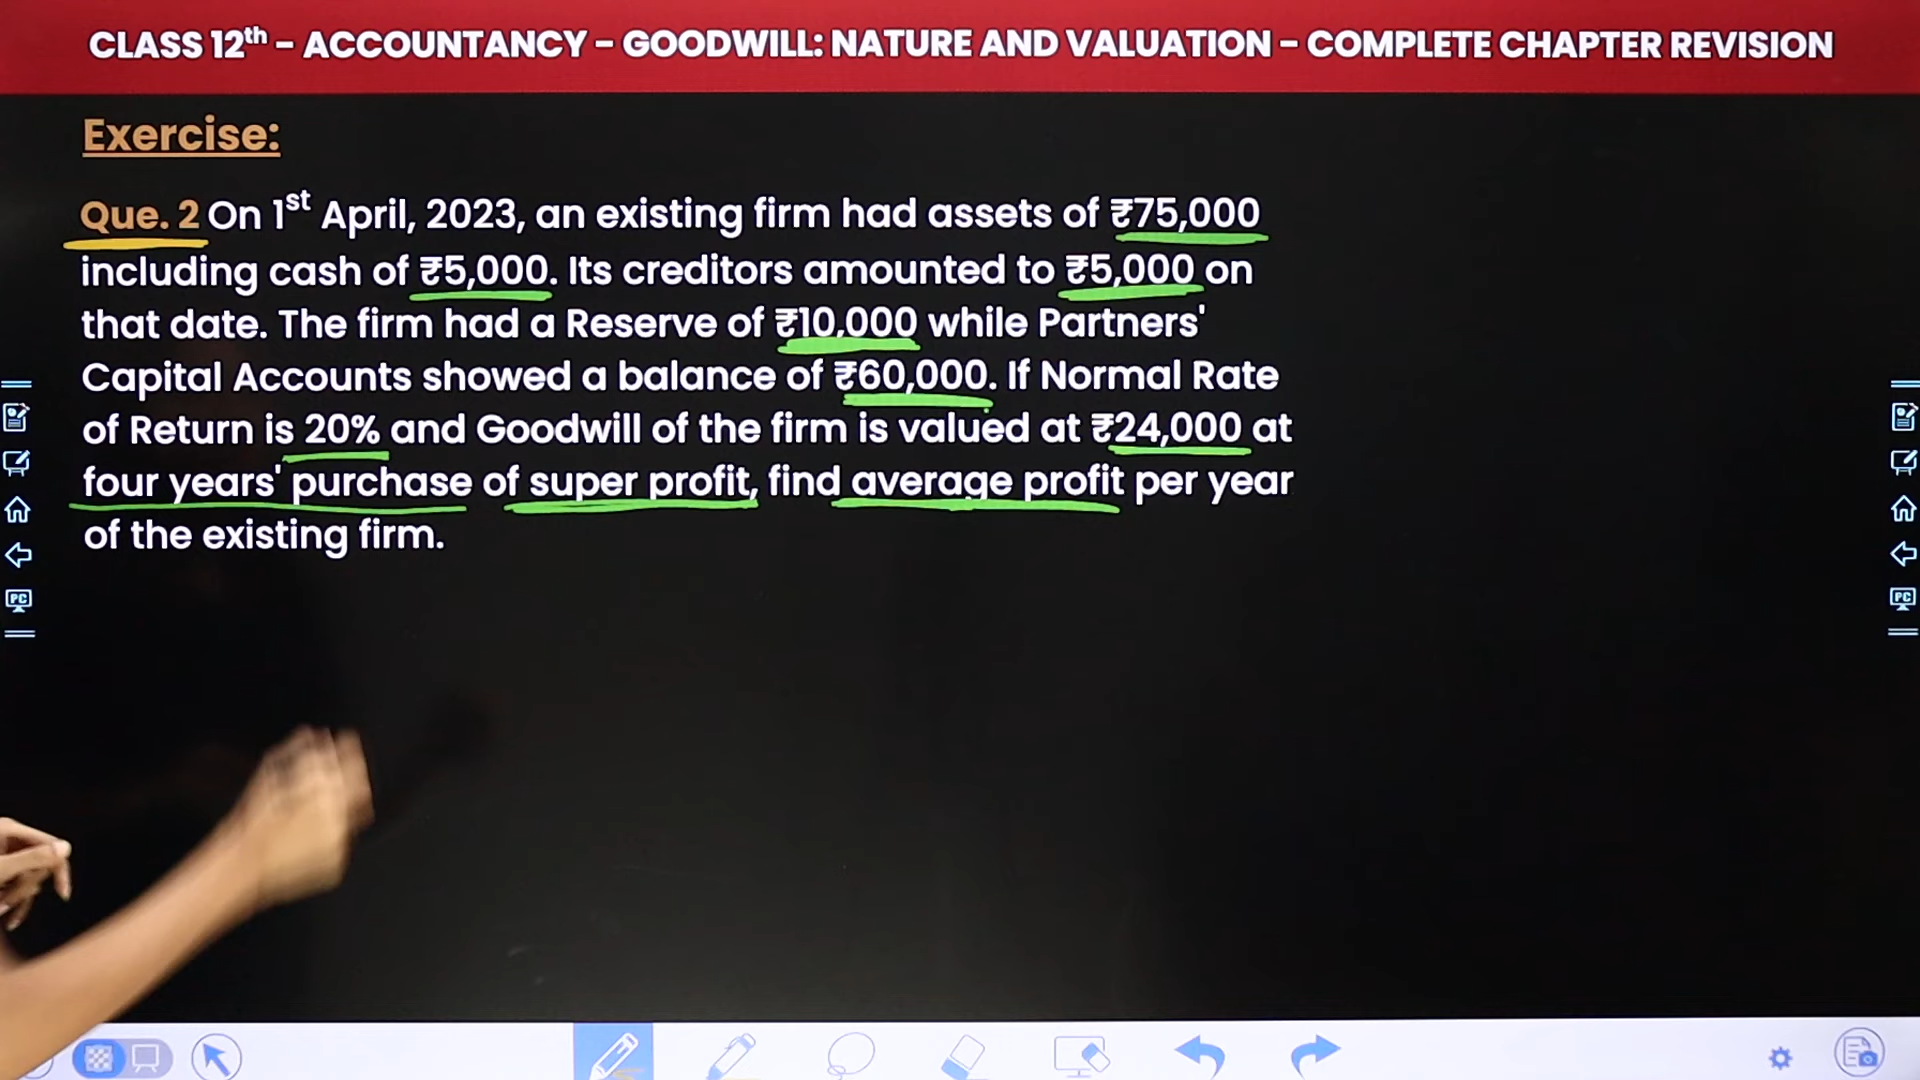 CLASS 12th – ACCOUNTANCY – GOODWILL: NATURE AND VALUATION – COMPLETE CHAPTER REVISION
Exercise:
Que. 2 On 1st April, 2023, an existing firm had assets of ₹75,000
including cash of ₹5,000. Its creditors amounted to ₹5,000 on
that date. The firm had a Reserve of ₹10,000 while Partners'
Capital Accounts showed a balance of ₹60,000. If Normal Rate
of Return is 20% and Goodwill of the firm is valued at ₹24,000 at
four years' purchase of super profit, find average profit per year
of the existing firm.
PC
PC